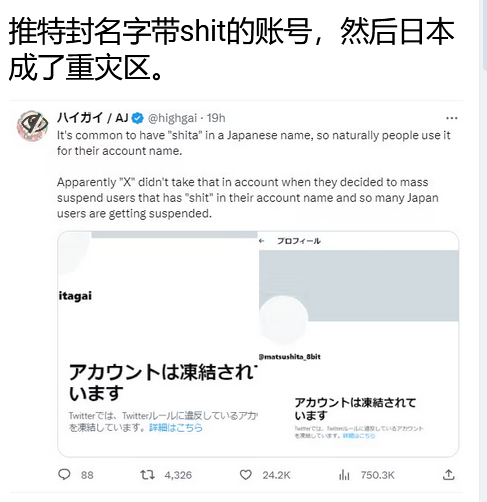 推特封名字带shit的账号，然后日本
成了重灾区。
ハイガイ / AJ @highgai · 19h
It's common to have "shita" in a Japanese name, so naturally people use it
for their account name.
Apparently "X" didn't take that in account when they decided to mass
suspend users that has "shit" in their account name and so many Japan
users are getting suspended.
itagai
アカウントは凍結されて
います
Twitterでは、Twitterルールに違反しているアカ
を凍結しています。詳細はこちら
← プロフィール
@matsushita_8bit
アカウントは凍結されて
います
Twitterでは、Twitterルールに違反しているアカウント
を凍結しています。詳細はこちら
88 4,326 24.2K 750.3K